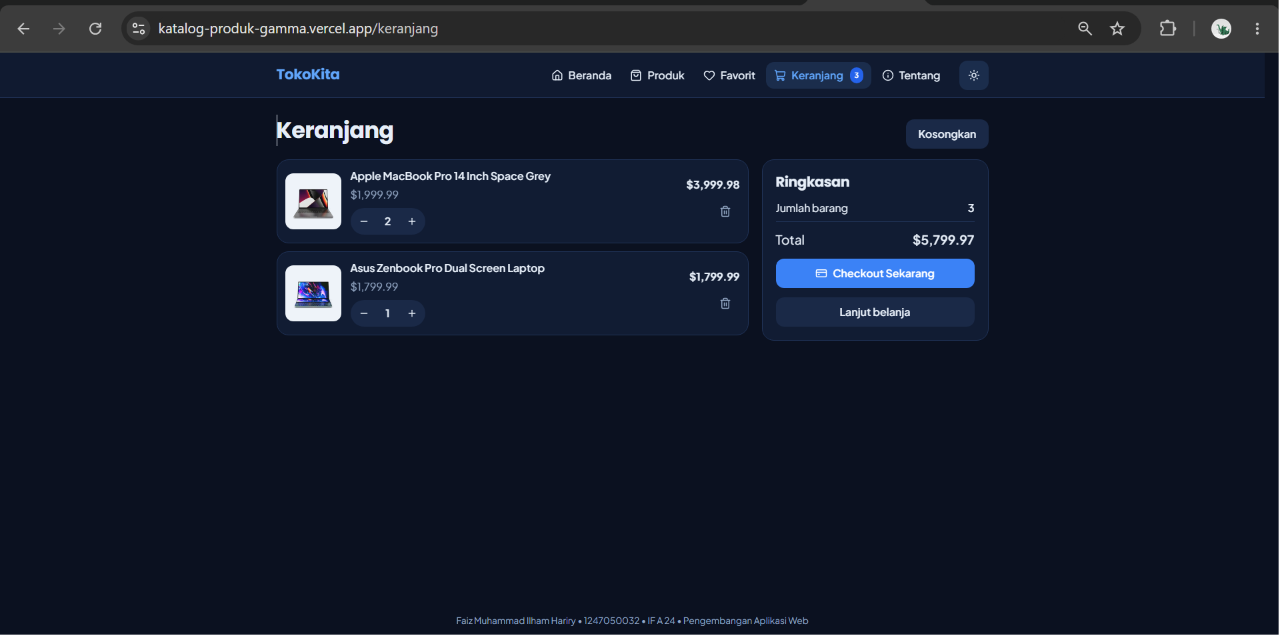 katalog-produk-gamma.vercel.app/keranjang
TokoKita
Beranda
Produk
Favorit
Keranjang 3
Tentang
Keranjang
Kosongkan
Apple MacBook Pro 14 Inch Space Grey
$1,999.99
− 2 +
$3,999.98
Asus Zenbook Pro Dual Screen Laptop
$1,799.99
− 1 +
$1,799.99
Ringkasan
Jumlah barang 3
Total $5,799.97
Checkout Sekarang
Lanjut belanja
Faiz Muhammad Ilham Hariry • 1247050032 • IF A 24 • Pengembangan Aplikasi Web